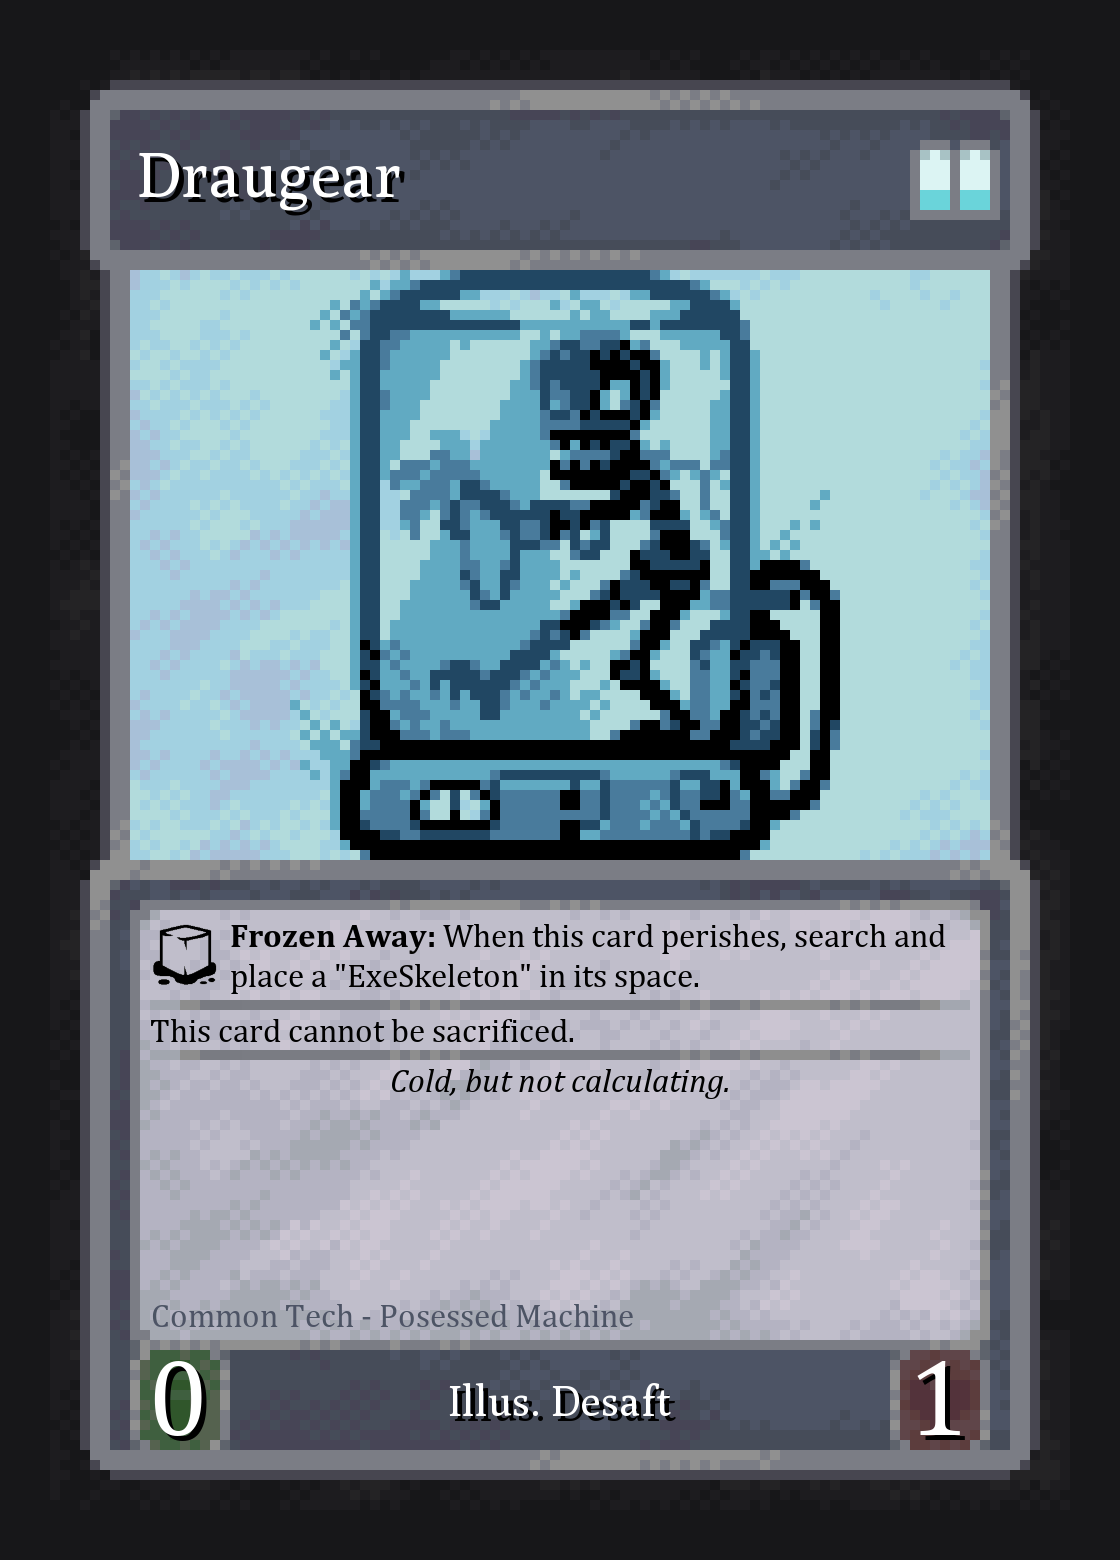 Draugear
Frozen Away: When this card perishes, search and
place a "ExeSkeleton" in its space.
This card cannot be sacrificed.
Cold, but not calculating.
Common Tech - Posessed Machine
0
Illus. Desaft
1